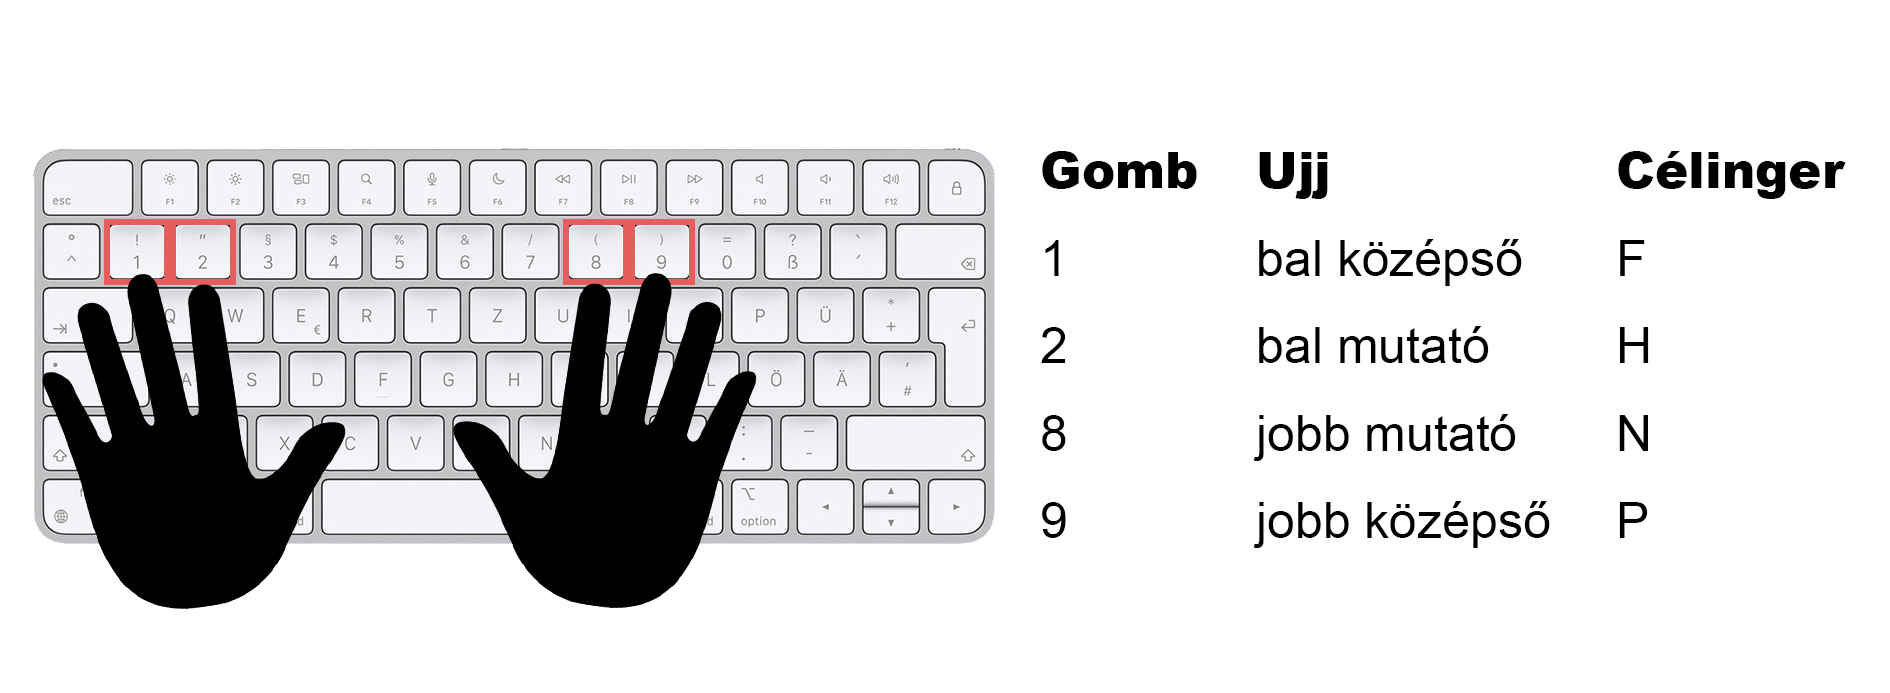 esc F1 F2 F3 F4 F5 F6 F7 F8 F9 F10 F11 F12
° ! " § $ % & / ( ) = ? `
^ 1 2 3 4 5 6 7 8 9 0 ß ´
Q W E € R T Z U I P Ü * +
A S D F G H L Ö Ä ' #
X C V N : . — -
f d d option
Gomb Ujj Célinger
1 bal középső F
2 bal mutató H
8 jobb mutató N
9 jobb középső P